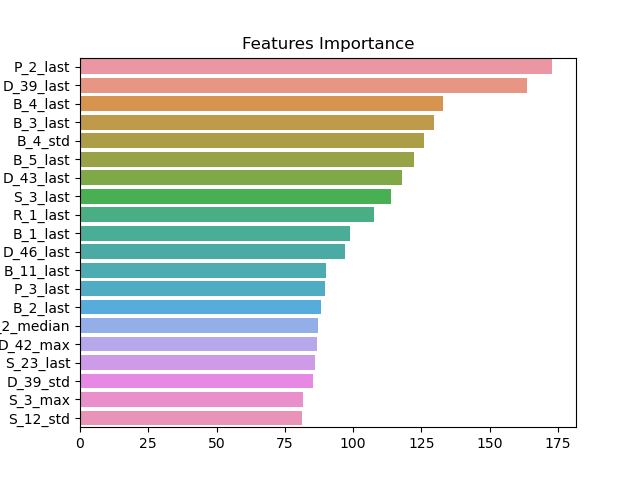 Features Importance
P_2_last
D_39_last
B_4_last
B_3_last
B_4_std
B_5_last
D_43_last
S_3_last
R_1_last
B_1_last
D_46_last
B_11_last
P_3_last
B_2_last
_2_median
D_42_max
S_23_last
D_39_std
S_3_max
S_12_std
0 25 50 75 100 125 150 175